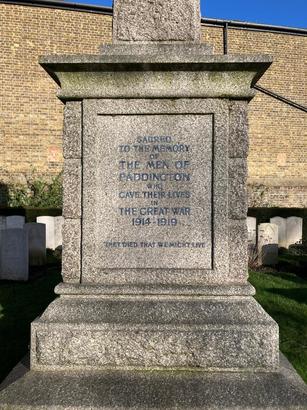 SACRED
TO THE MEMORY
OF
THE MEN OF
PADDINGTON
WHO
GAVE THEIR LIVES
IN
THE GREAT WAR
1914-1919
THEY DIED THAT WE MIGHT LIVE